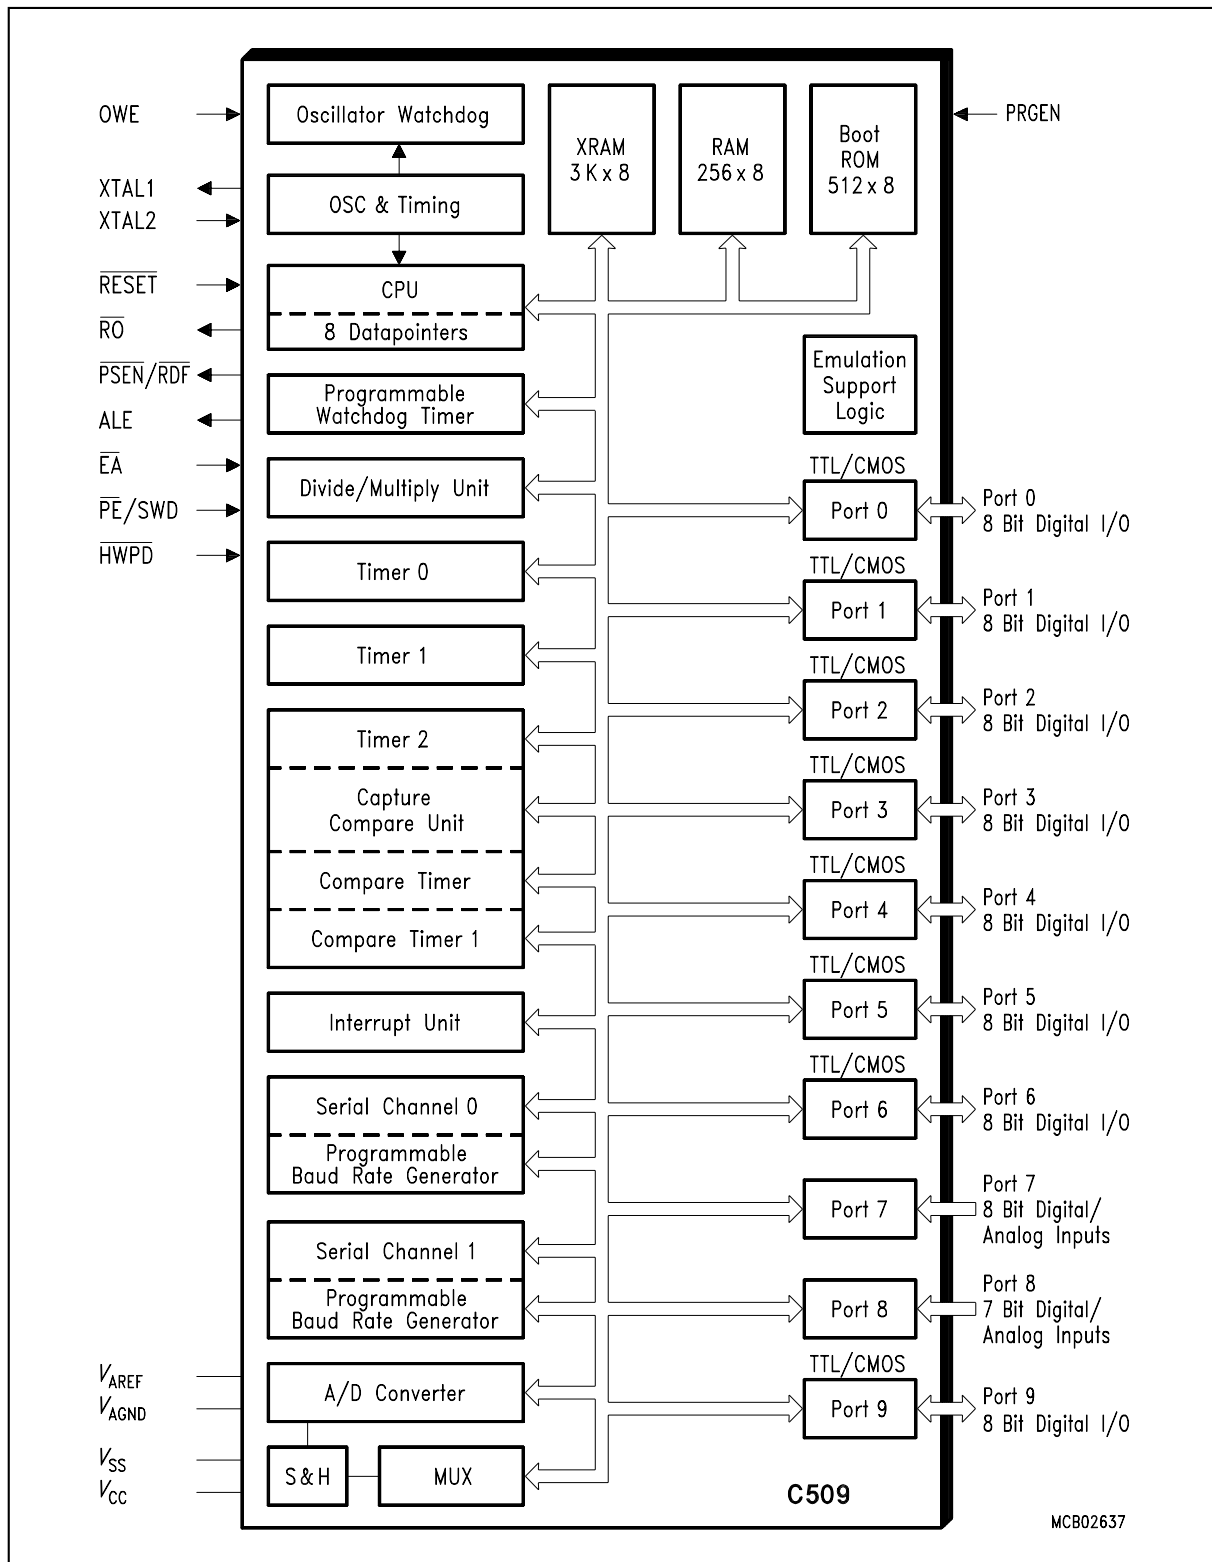 OWE
XTAL1
XTAL2
RESET
RO
PSEN/RDF
ALE
EA
PE/SWD
HWPD
VAREF
VAGND
VSS
VCC
Oscillator Watchdog
OSC & Timing
CPU
8 Datapointers
Programmable
Watchdog Timer
Divide/Multiply Unit
Timer 0
Timer 1
Timer 2
Capture
Compare Unit
Compare Timer
Compare Timer 1
Interrupt Unit
Serial Channel 0
Programmable
Baud Rate Generator
Serial Channel 1
Programmable
Baud Rate Generator
A/D Converter
S&H
MUX
XRAM
3K x 8
RAM
256 x 8
Boot
ROM
512 x 8
PRGEN
Emulation
Support
Logic
TTL/CMOS
Port 0
Port 0
8 Bit Digital I/O
TTL/CMOS
Port 1
Port 1
8 Bit Digital I/O
TTL/CMOS
Port 2
Port 2
8 Bit Digital I/O
TTL/CMOS
Port 3
Port 3
8 Bit Digital I/O
TTL/CMOS
Port 4
Port 4
8 Bit Digital I/O
TTL/CMOS
Port 5
Port 5
8 Bit Digital I/O
TTL/CMOS
Port 6
Port 6
8 Bit Digital I/O
Port 7
Port 7
8 Bit Digital/
Analog Inputs
Port 8
Port 8
7 Bit Digital/
Analog Inputs
TTL/CMOS
Port 9
Port 9
8 Bit Digital I/O
C509
MCB02637